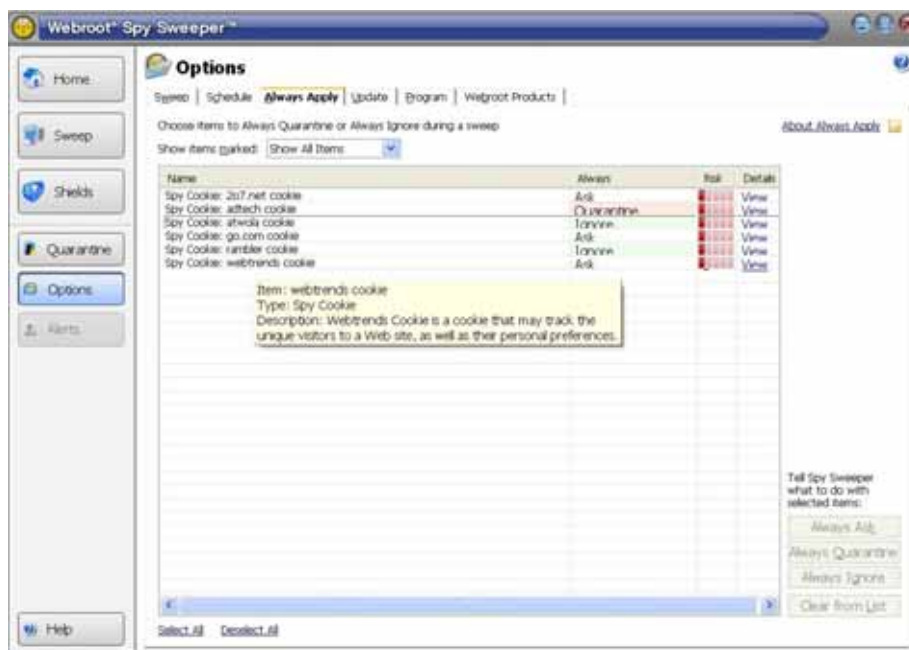 Webroot® Spy Sweeper™
Home
Sweep
Shields
Quarantine
Options
Alerts
Help
Options
Sweep | Schedule | Always Apply | Update | Program | Webroot Products |
Choose items to Always Quarantine or Always Ignore during a sweep
About Always Apply
Show items marked: Show All Items
Name Always Risk Details
Spy Cookie: 2o7.net cookie Ask View
Spy Cookie: adtech cookie Quarantine View
Spy Cookie: atwola cookie Ignore View
Spy Cookie: go.com cookie Ask View
Spy Cookie: rambler cookie Ignore View
Spy Cookie: webtrends cookie Ask View
Item: webtrends cookie
Type: Spy Cookie
Description: Webtrends Cookie is a cookie that may track the
unique visitors to a Web site, as well as their personal preferences.
Tell Spy Sweeper
what to do with
selected items:
Always Ask
Always Quarantine
Always Ignore
Clear from List
Select All Deselect All